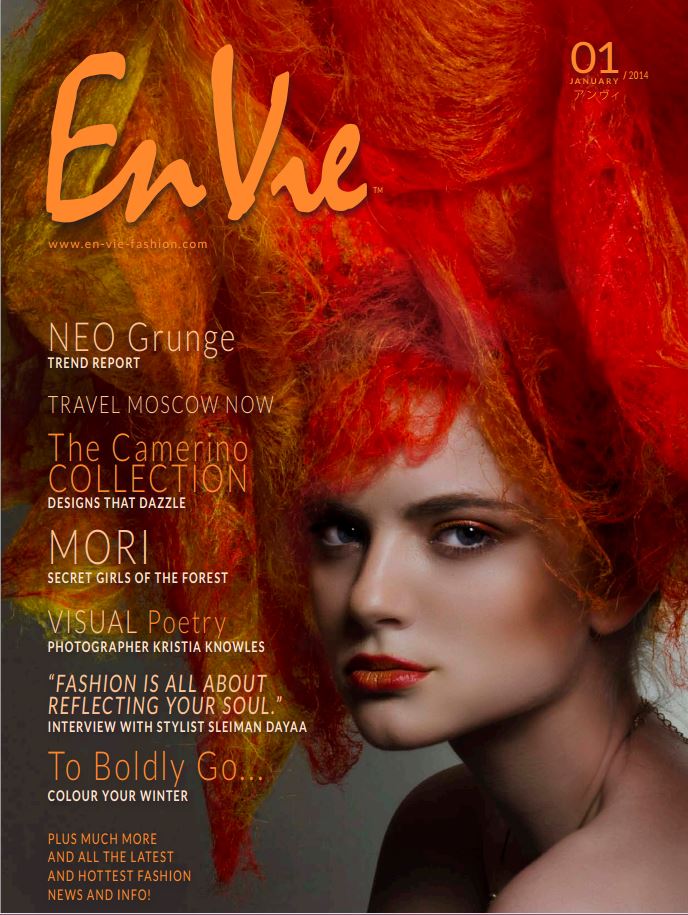 En Vie
TM
01
JANUARY / 2014
アンヴィ
www.en-vie-fashion.com
NEO Grunge
TREND REPORT
TRAVEL MOSCOW NOW
The Camerino
COLLECTION
DESIGNS THAT DAZZLE
MORI
SECRET GIRLS OF THE FOREST
VISUAL Poetry
PHOTOGRAPHER KRISTIA KNOWLES
“FASHION IS ALL ABOUT
REFLECTING YOUR SOUL.”
INTERVIEW WITH STYLIST SLEIMAN DAYAA
To Boldly Go...
COLOUR YOUR WINTER
PLUS MUCH MORE
AND ALL THE LATEST
AND HOTTEST FASHION
NEWS AND INFO!